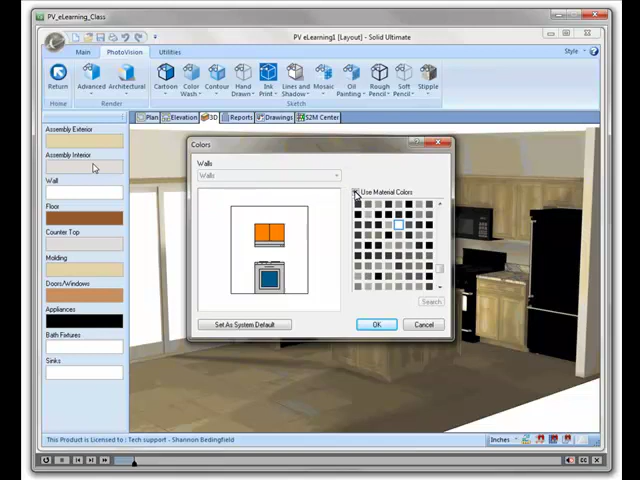 PV_eLearning_Class
PV eLearning1 [Layout] - Solid Ultimate
Main PhotoVision Utilities Style
Return Advanced Architectural Cartoon Color Wash Contour Hand Drawn Ink Print Lines and Shadow Mosaic Oil Painting Rough Pencil Soft Pencil Stipple
Home Render Sketch
Plan Elevation 3D Reports Drawings S2M Center
Assembly Exterior
Assembly Interior
Wall
Floor
Counter Top
Molding
Doors/Windows
Appliances
Bath Fixtures
Sinks
Colors
Walls
Walls
Use Material Colors
Search
Set As System Default OK Cancel
This Product is Licensed to : Tech support - Shannon Bedingfield Inches
CC